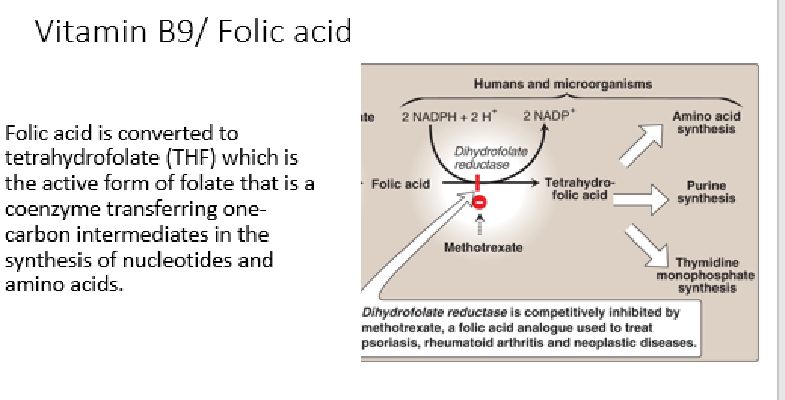 Vitamin B9/ Folic acid
Folic acid is converted to
tetrahydrofolate (THF) which is
the active form of folate that is a
coenzyme transferring one-
carbon intermediates in the
synthesis of nucleotides and
amino acids.
Humans and microorganisms
2 NADPH + 2 H⁺
2 NADP⁺
Amino acid
synthesis
Dihydrofolate
reductase
Folic acid
Tetrahydro-
folic acid
Purine
synthesis
Methotrexate
Thymidine
monophosphate
synthesis
Dihydrofolate reductase is competitively inhibited by
methotrexate, a folic acid analogue used to treat
psoriasis, rheumatoid arthritis and neoplastic diseases.